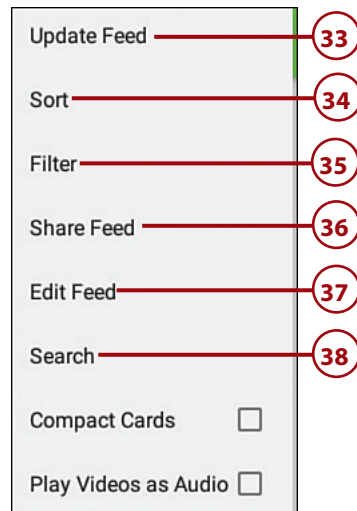 Update Feed 33
Sort 34
Filter 35
Share Feed 36
Edit Feed 37
Search 38
Compact Cards
Play Videos as Audio